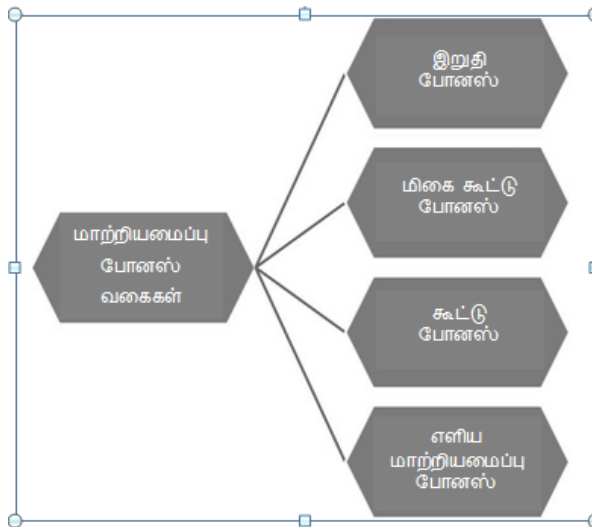 மாற்றியமைப்பு
போனஸ்
வகைகள்
இறுதி
போனஸ்
மிகை கூட்டு
போனஸ்
கூட்டு
போனஸ்
எளிய
மாற்றியமைப்பு
போனஸ்